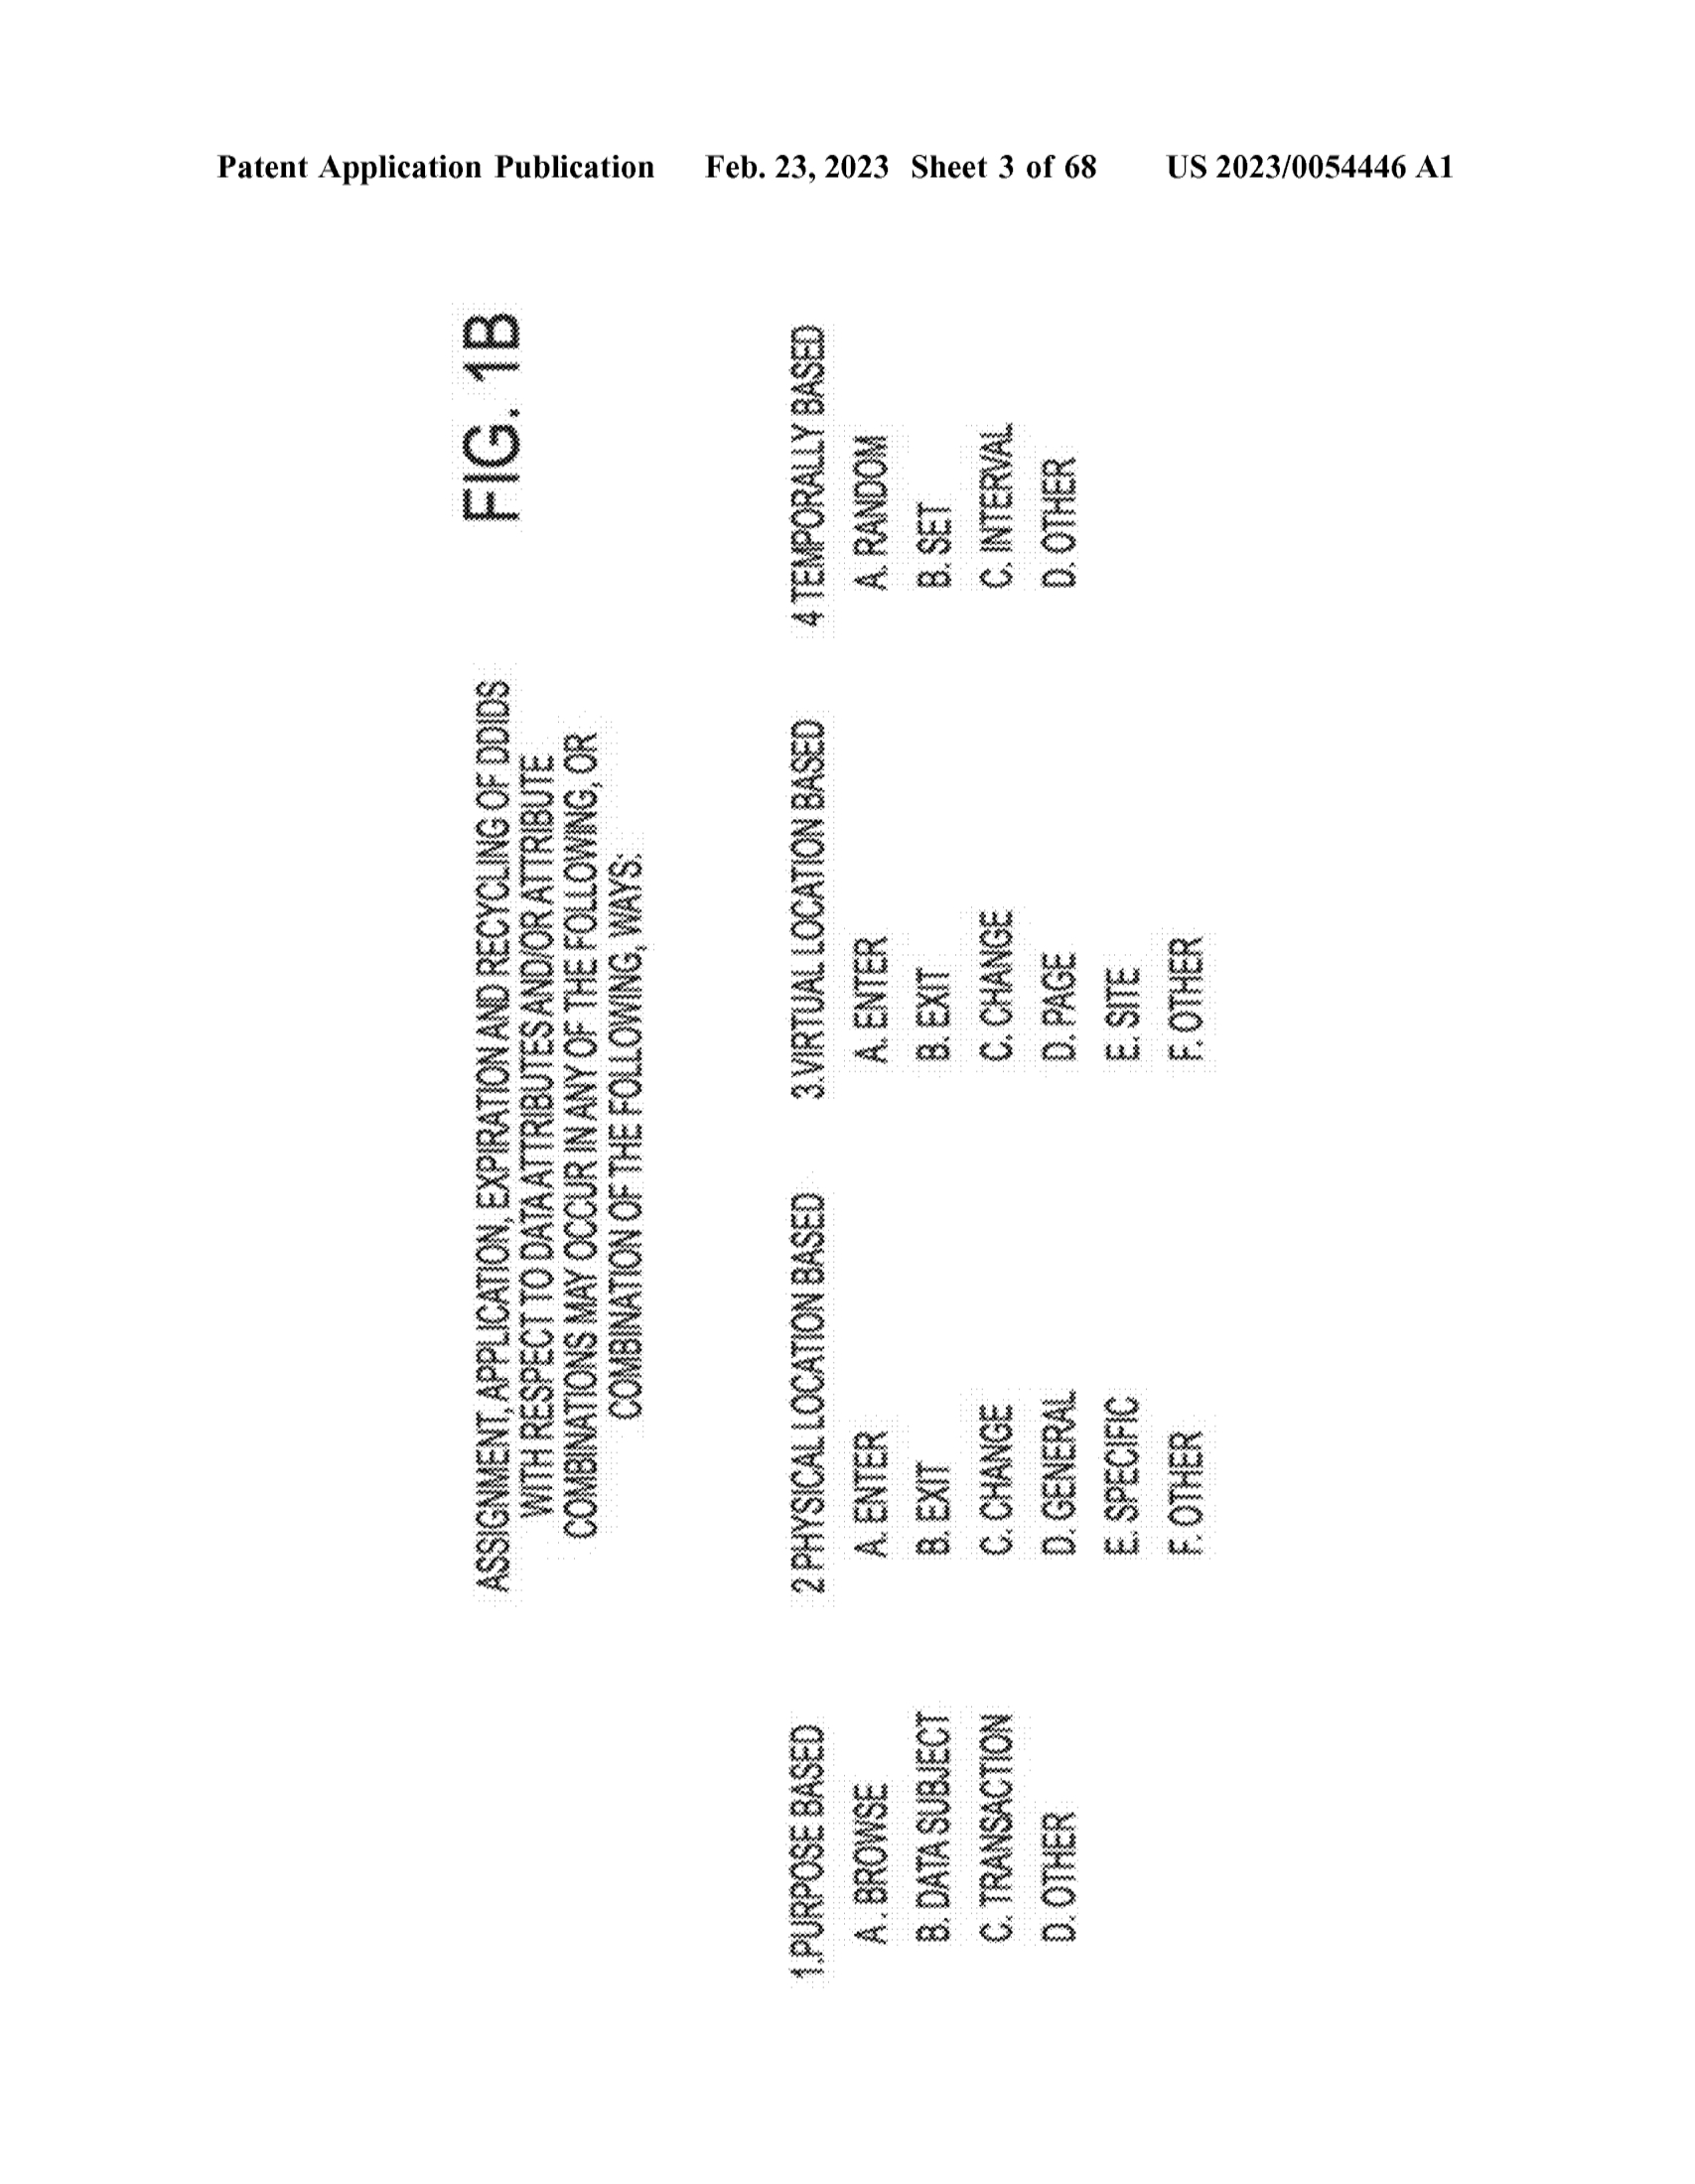 Patent Application Publication Feb. 23, 2023 Sheet 3 of 68 US 2023/0054446 A1
FIG. 1B
ASSIGNMENT, APPLICATION, EXPIRATION AND RECYCLING OF DDIDS
WITH RESPECT TO DATA ATTRIBUTES AND/OR ATTRIBUTE
COMBINATIONS MAY OCCUR IN ANY OF THE FOLLOWING, OR
COMBINATION OF THE FOLLOWING, WAYS:
1.PURPOSE BASED
A. BROWSE
B. DATA SUBJECT
C. TRANSACTION
D. OTHER
2 PHYSICAL LOCATION BASED
A. ENTER
B. EXIT
C. CHANGE
D. GENERAL
E. SPECIFIC
F. OTHER
3.VIRTUAL LOCATION BASED
A. ENTER
B. EXIT
C. CHANGE
D. PAGE
E. SITE
F. OTHER
4 TEMPORALLY BASED
A. RANDOM
B. SET
C. INTERVAL
D. OTHER